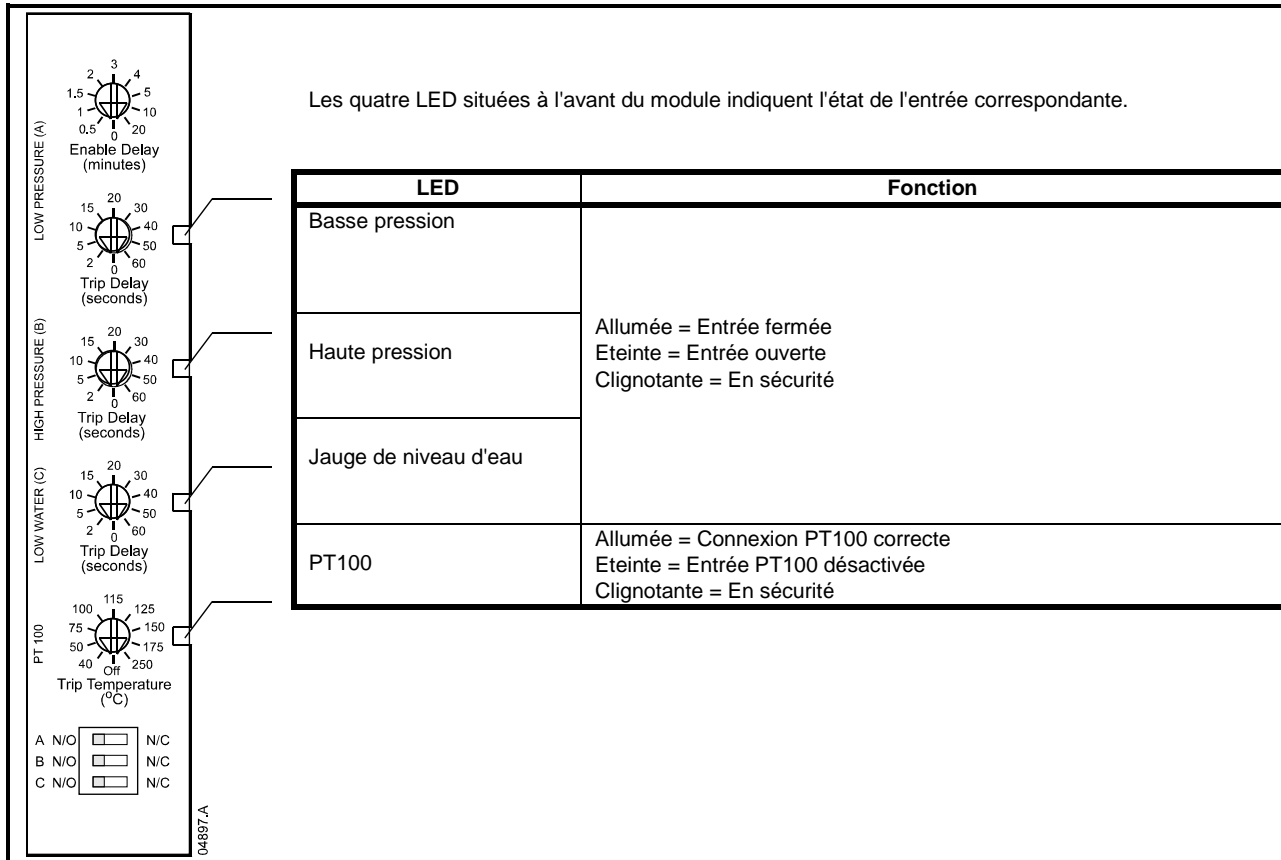 LOW PRESSURE (A)
3
2 4
1.5 5
1 10
0.5 20
0
Enable Delay
(minutes)
20
15 30
10 40
5 50
2 60
0
Trip Delay
(seconds)
HIGH PRESSURE (B)
20
15 30
10 40
5 50
2 60
0
Trip Delay
(seconds)
LOW WATER (C)
20
15 30
10 40
5 50
2 60
0
Trip Delay
(seconds)
PT 100
115
100 125
75 150
50 175
40 250
Off
Trip Temperature
(°C)
A N/O N/C
B N/O N/C
C N/O N/C
04897.A
Les quatre LED situées à l'avant du module indiquent l'état de l'entrée correspondante.
LED Fonction
Basse pression
Haute pression
Jauge de niveau d'eau
Allumée = Entrée fermée
Eteinte = Entrée ouverte
Clignotante = En sécurité
PT100
Allumée = Connexion PT100 correcte
Eteinte = Entrée PT100 désactivée
Clignotante = En sécurité